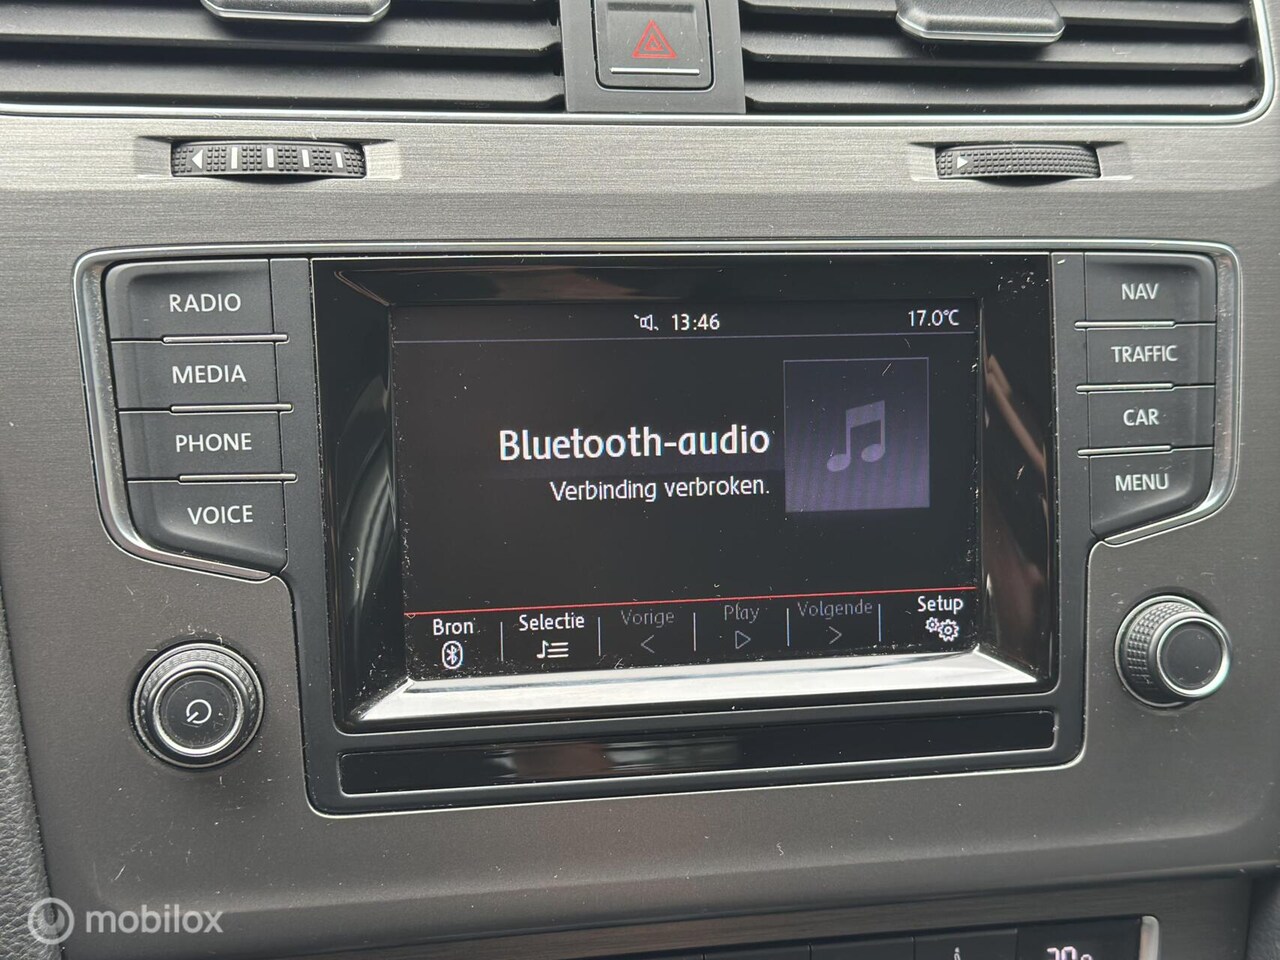 RADIO
MEDIA
PHONE
VOICE
13:46
17.0°C
Bluetooth-audio
Verbinding verbroken.
Bron
Selectie
Vorige
Play
Volgende
Setup
NAV
TRAFFIC
CAR
MENU
mobilox